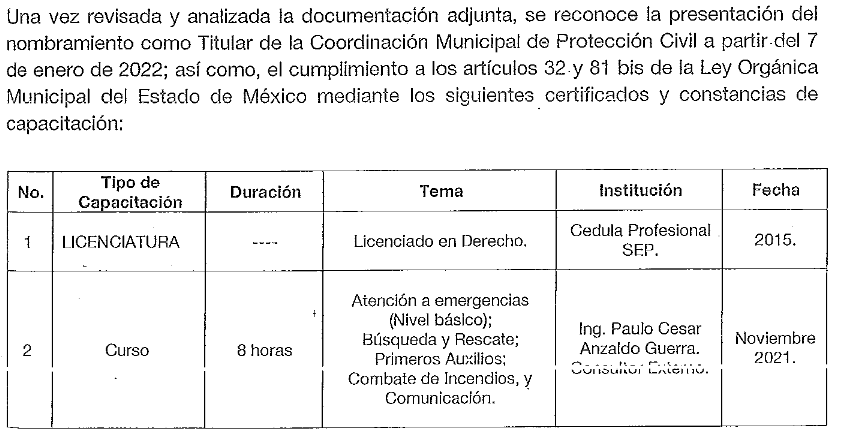 Una vez revisada y analizada la documentación adjunta, se reconoce la presentación del
nombramiento como Titular de la Coordinación Municipal de Protección Civil a partir del 7
de enero de 2022; así como, el cumplimiento a los artículos 32 y 81 bis de la Ley Orgánica
Municipal del Estado de México mediante los siguientes certificados y constancias de
capacitación:
No. Tipo de Capacitación Duración Tema Institución Fecha
1 LICENCIATURA ---- Licenciado en Derecho. Cedula Profesional SEP. 2015.
2 Curso 8 horas
Atención a emergencias
(Nivel básico);
Búsqueda y Rescate;
Primeros Auxilios;
Combate de Incendios, y
Comunicación.
Ing. Paulo Cesar
Anzaldo Guerra.
Consultor Externo.
Noviembre
2021.